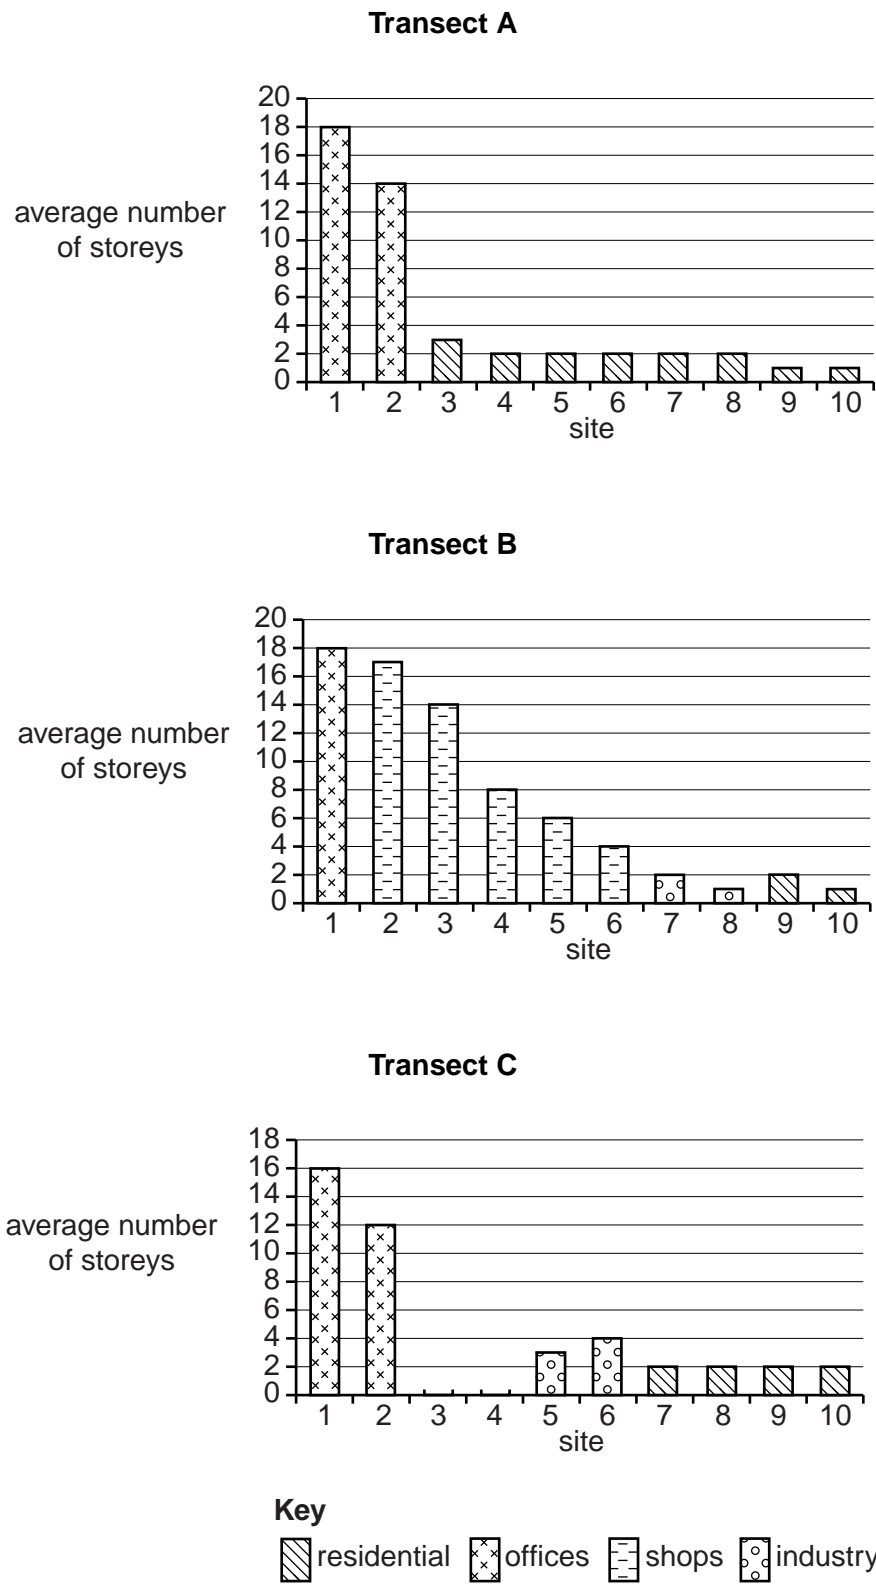 Transect A
20
18
16
14
12
10
8
6
4
2
0
average number
of storeys
1 2 3 4 5 6 7 8 9 10
site
Transect B
20
18
16
14
12
10
8
6
4
2
0
average number
of storeys
1 2 3 4 5 6 7 8 9 10
site
Transect C
18
16
14
12
10
8
6
4
2
0
average number
of storeys
1 2 3 4 5 6 7 8 9 10
site
Key
residential offices shops industry